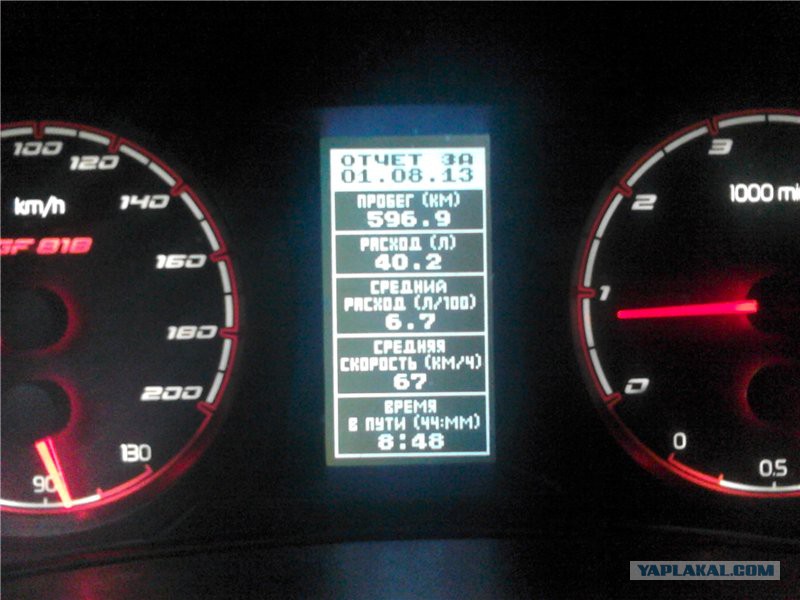 ОТЧЕТ ЗА
01.08.13
ПРОБЕГ (КМ)
596.9
РАСХОД (Л)
40.2
СРЕДНИЙ
РАСХОД (Л/100)
6.7
СРЕДНЯЯ
СКОРОСТЬ (КМ/Ч)
67
ВРЕМЯ
В ПУТИ (ЧЧ:ММ)
8:48
100
120
140
160
180
200
km/h
GF 818
90
130
3
2
1
0
1000 mi
0
0.5
YAPLAKAL.COM